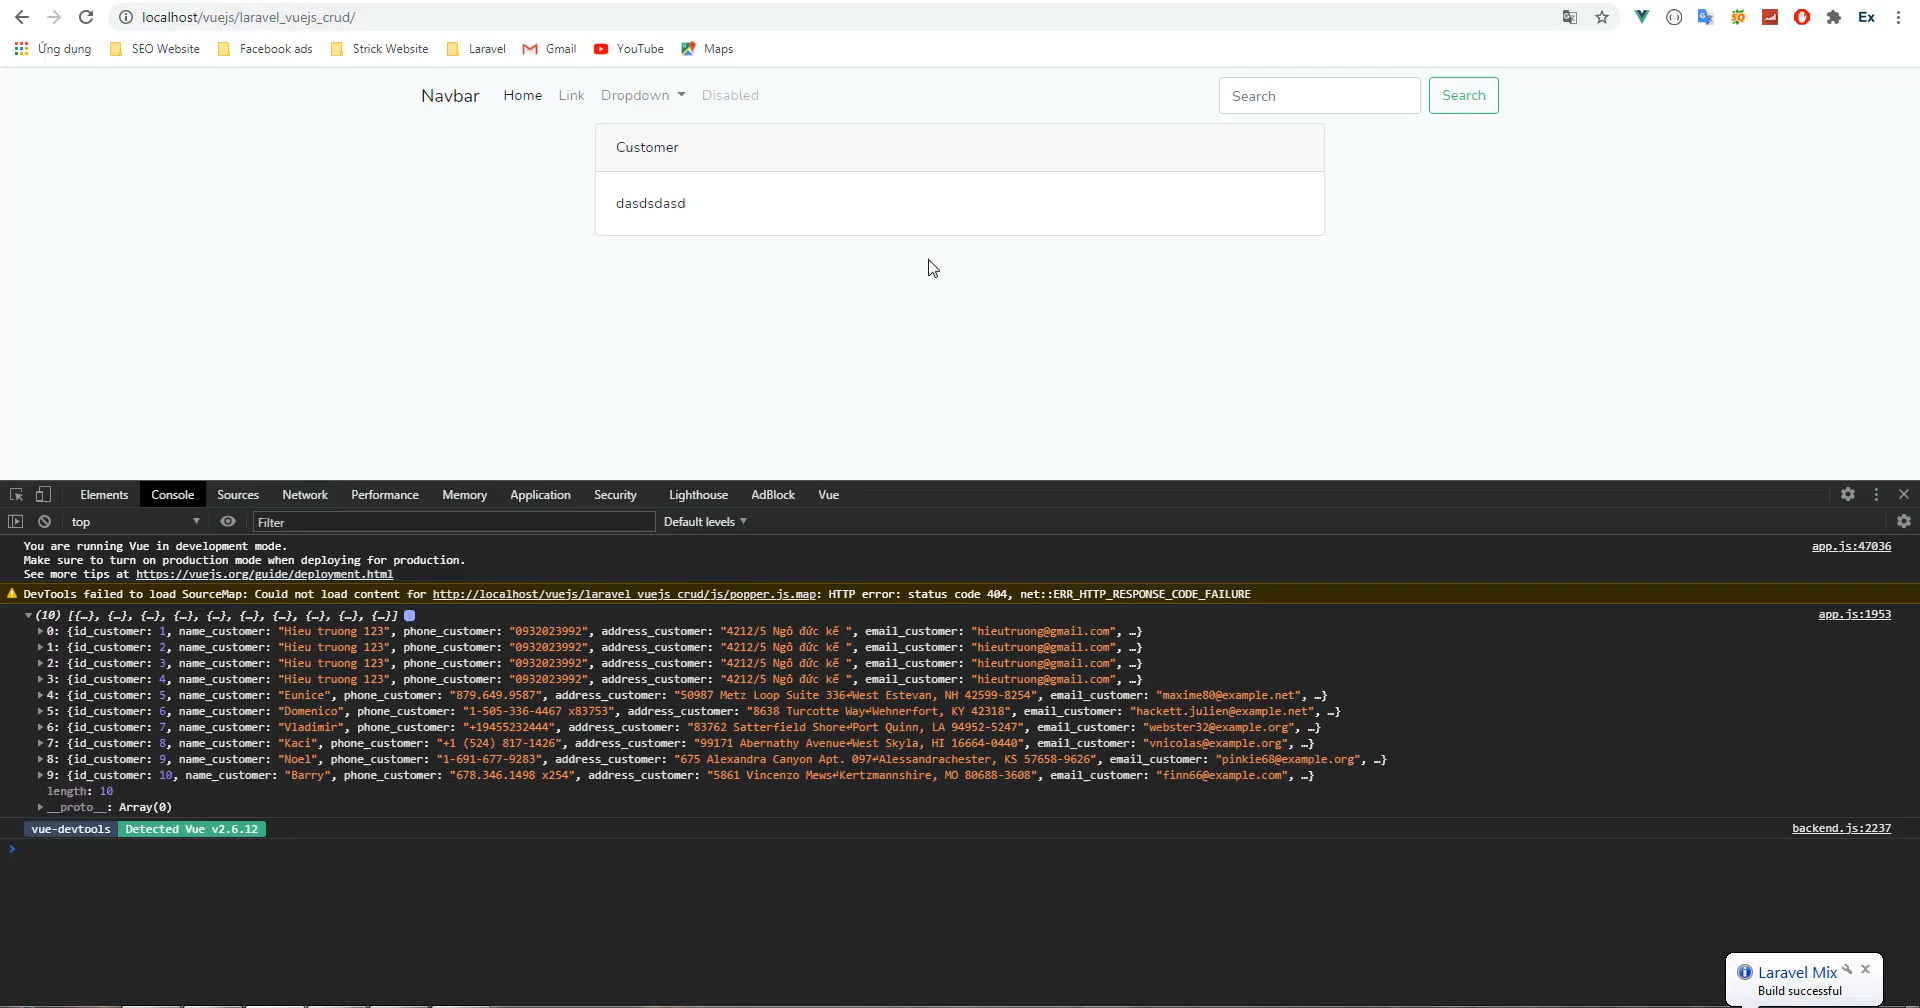 localhost/vuejs/laravel_vuejs_crud/
Ex
Ứng dụng SEO Website Facebook ads Strick Website Laravel Gmail YouTube Maps
Navbar Home Link Dropdown Disabled Search Search
Customer
dasdsdasd
Elements Console Sources Network Performance Memory Application Security Lighthouse AdBlock Vue
top Filter Default levels
You are running Vue in development mode. app.js:47036
Make sure to turn on production mode when deploying for production.
See more tips at https://vuejs.org/guide/deployment.html
DevTools failed to load SourceMap: Could not load content for http://localhost/vuejs/laravel_vuejs_crud/js/popper.js.map: HTTP error: status code 404, net::ERR_HTTP_RESPONSE_CODE_FAILURE
(10) [{…}, {…}, {…}, {…}, {…}, {…}, {…}, {…}, {…}, {…}] app.js:1953
0: {id_customer: 1, name_customer: "Hieu truong 123", phone_customer: "0932023992", address_customer: "4212/5 Ngô đức kế ", email_customer: "hieutruong@gmail.com", …}
1: {id_customer: 2, name_customer: "Hieu truong 123", phone_customer: "0932023992", address_customer: "4212/5 Ngô đức kế ", email_customer: "hieutruong@gmail.com", …}
2: {id_customer: 3, name_customer: "Hieu truong 123", phone_customer: "0932023992", address_customer: "4212/5 Ngô đức kế ", email_customer: "hieutruong@gmail.com", …}
3: {id_customer: 4, name_customer: "Hieu truong 123", phone_customer: "0932023992", address_customer: "4212/5 Ngô đức kế ", email_customer: "hieutruong@gmail.com", …}
4: {id_customer: 5, name_customer: "Eunice", phone_customer: "879.649.9587", address_customer: "50987 Metz Loop Suite 336↵West Estevan, NH 42599-8254", email_customer: "maxime80@example.net", …}
5: {id_customer: 6, name_customer: "Domenico", phone_customer: "1-505-336-4467 x83753", address_customer: "8638 Turcotte Way↵Wehnerfort, KY 42318", email_customer: "hackett.julien@example.net", …}
6: {id_customer: 7, name_customer: "Vladimir", phone_customer: "+19455232444", address_customer: "83762 Satterfield Shore↵Port Quinn, LA 94952-5247", email_customer: "webster32@example.org", …}
7: {id_customer: 8, name_customer: "Kaci", phone_customer: "+1 (524) 817-1426", address_customer: "99171 Abernathy Avenue↵West Skyla, HI 16664-0440", email_customer: "vnicolas@example.org", …}
8: {id_customer: 9, name_customer: "Noel", phone_customer: "1-691-677-9283", address_customer: "675 Alexandra Canyon Apt. 097↵Alessandrachester, KS 57658-9626", email_customer: "pinkie68@example.org", …}
9: {id_customer: 10, name_customer: "Barry", phone_customer: "678.346.1498 x254", address_customer: "5861 Vincenzo Mews↵Kertzmannshire, MO 80688-3608", email_customer: "finn66@example.com", …}
length: 10
__proto__: Array(0)
vue-devtools Detected Vue v2.6.12 backend.js:2237
Laravel Mix
Build successful